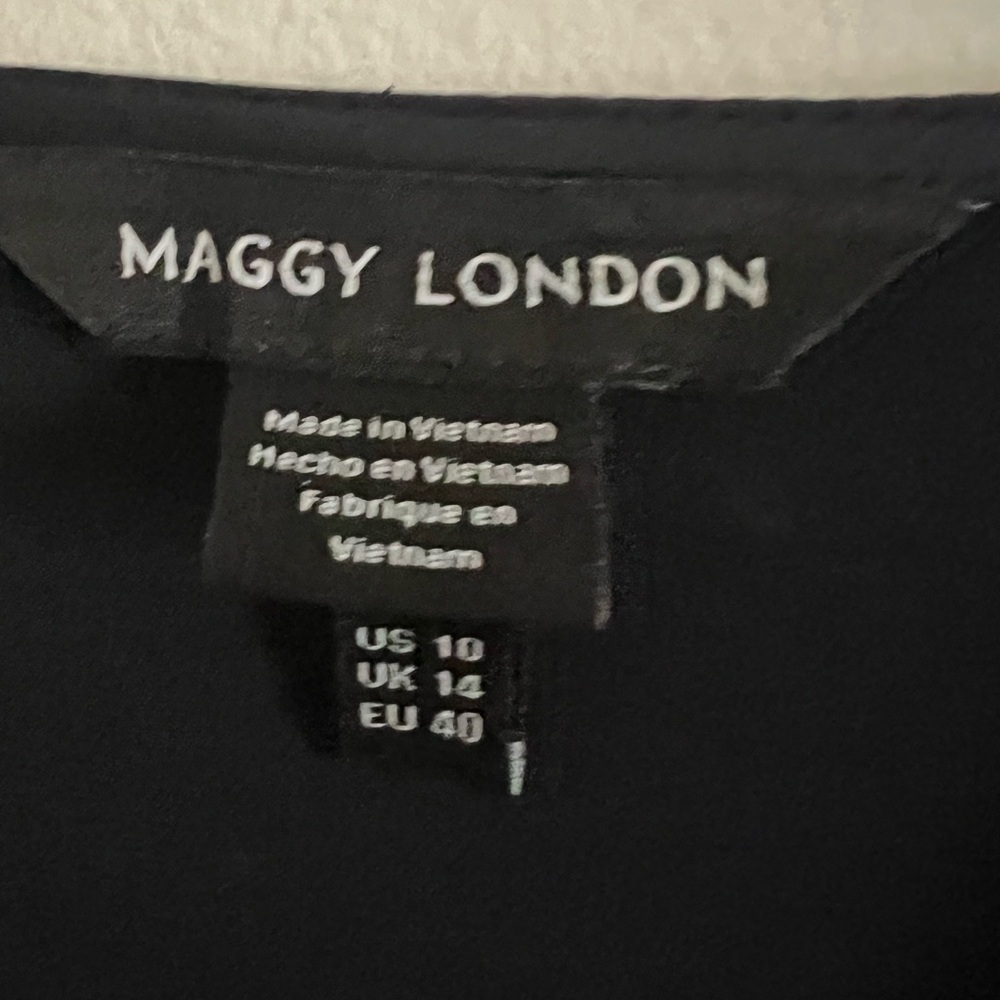 MAGGY LONDON
Made in Vietnam
Hecho en Vietnam
Fabrique en
Vietnam
US 10
UK 14
EU 40